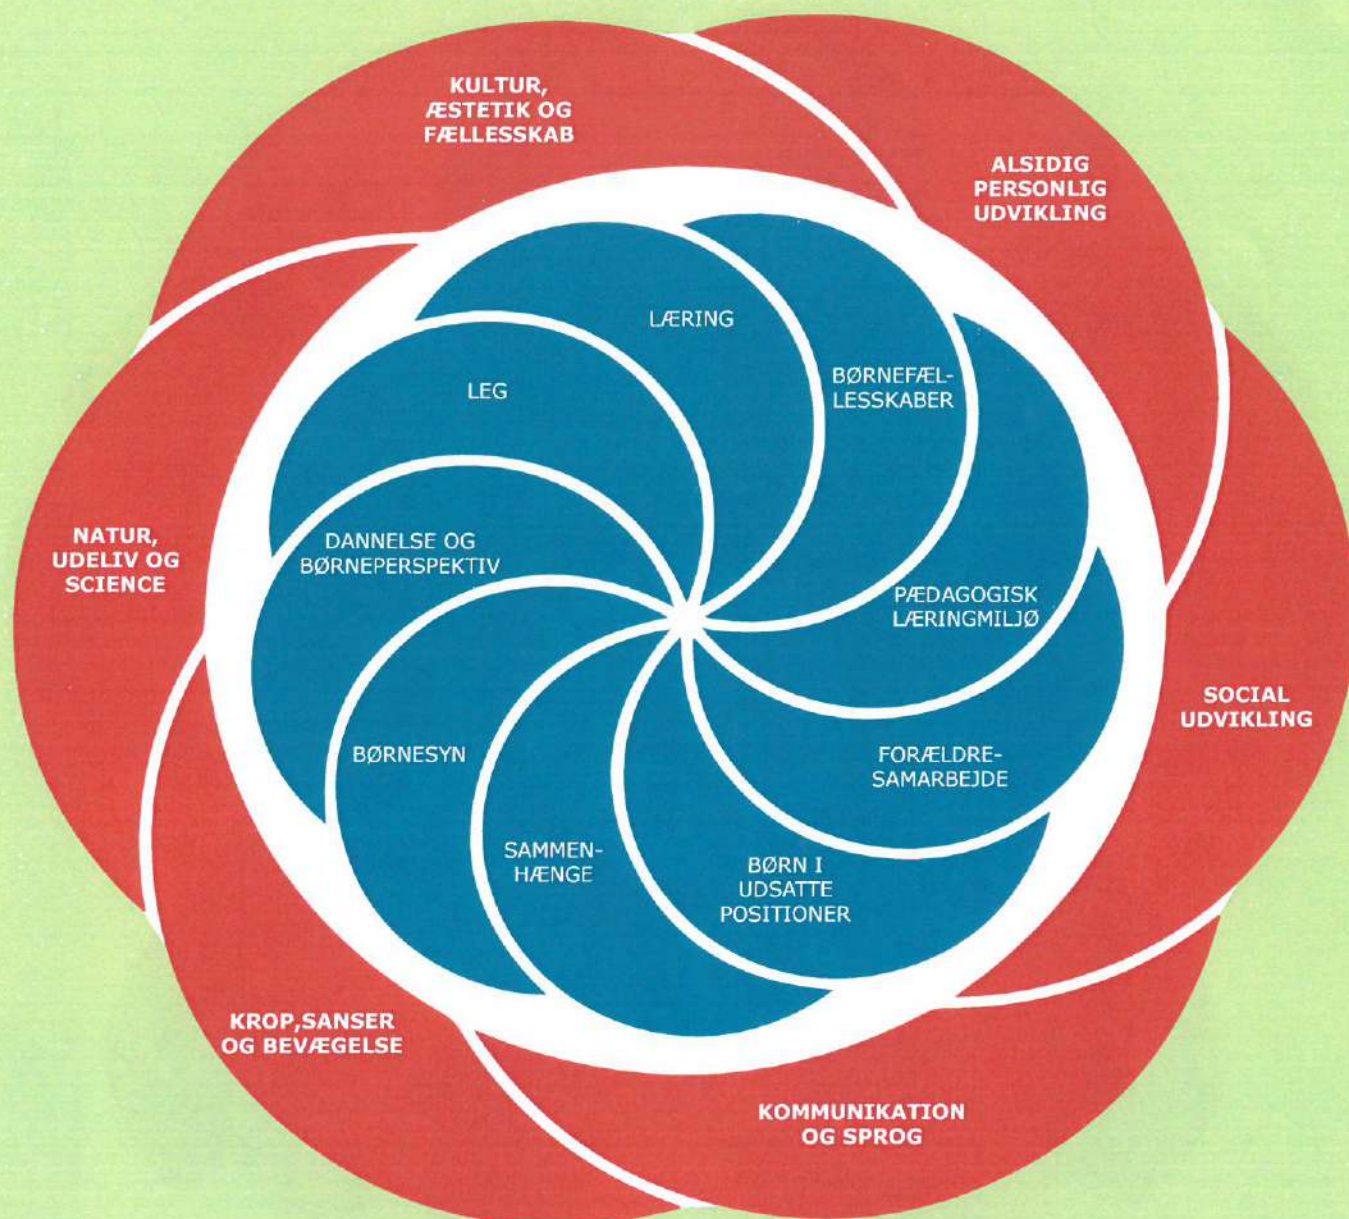 KULTUR,
ÆSTETIK OG
FÆLLESSKAB
ALSIDIG
PERSONLIG
UDVIKLING
SOCIAL
UDVIKLING
KOMMUNIKATION
OG SPROG
KROP,SANSER
OG BEVÆGELSE
NATUR,
UDELIV OG
SCIENCE
LÆRING
BØRNEFÆL-
LESSKABER
PÆDAGOGISK
LÆRINGMILJØ
FORÆLDRE-
SAMARBEJDE
BØRN I
UDSATTE
POSITIONER
SAMMEN-
HÆNGE
BØRNESYN
DANNELSE OG
BØRNEPERSPEKTIV
LEG